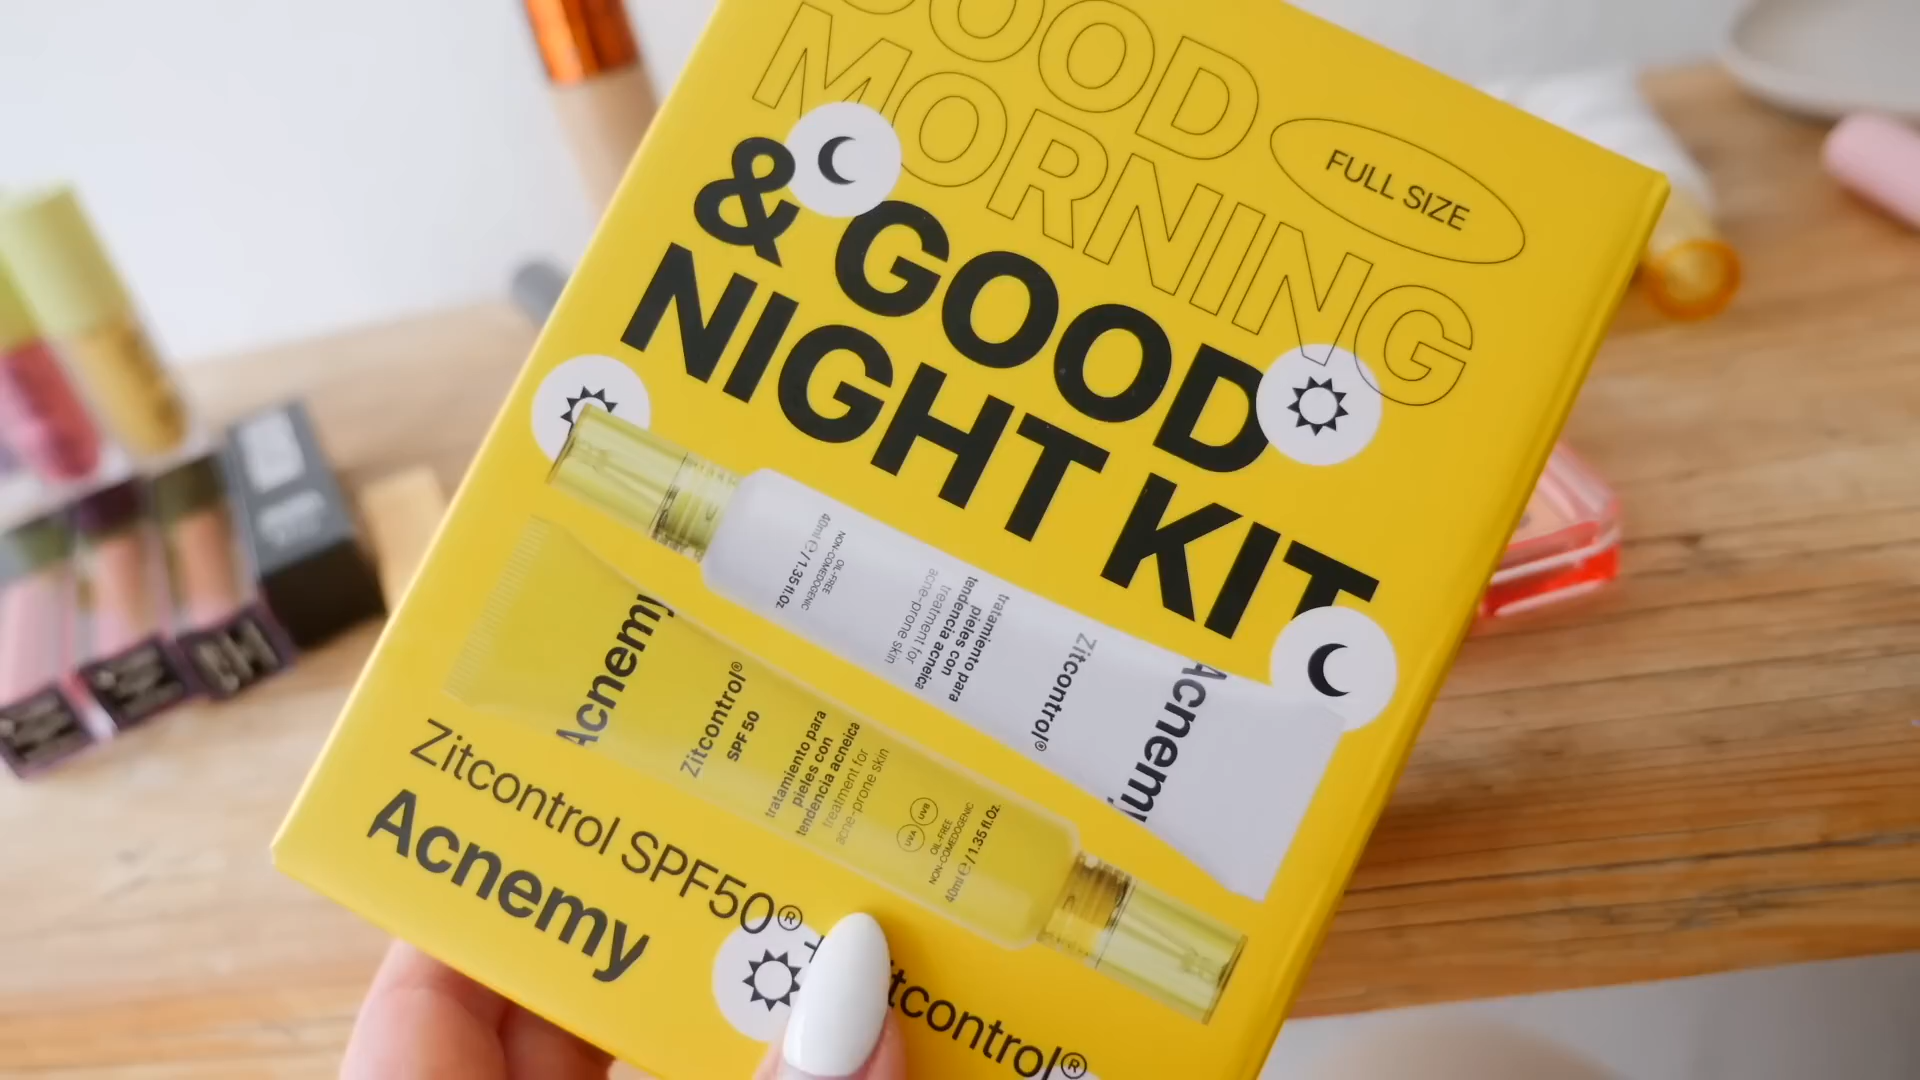 GOOD
MORNING
& GOOD
NIGHT KIT
FULL SIZE
40ml e / 1.35 fl.Oz
NON-COMEDOGENIC
OIL-FREE
acne-prone skin
treatment for
tendencia acneica
pieles con
tratamiento para
Zitcontrol®
Acnemy
Acnemy
Zitcontrol®
SPF 50
tratamiento para
pieles con
tendencia acneica
treatment for
acne-prone skin
UVA UVB
OIL-FREE
NON-COMEDOGENIC
40ml e / 1.35 fl.Oz.
Zitcontrol SPF50® +
itcontrol®
Acnemy